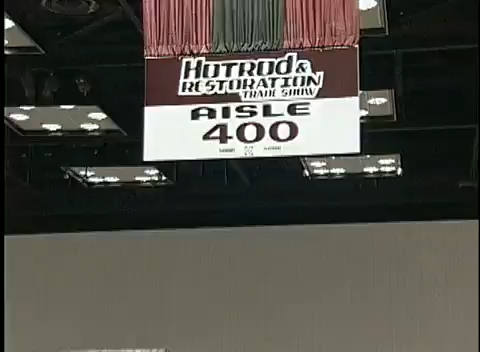 HOTROD &
RESTORATION
TRADE SHOW
AISLE
400